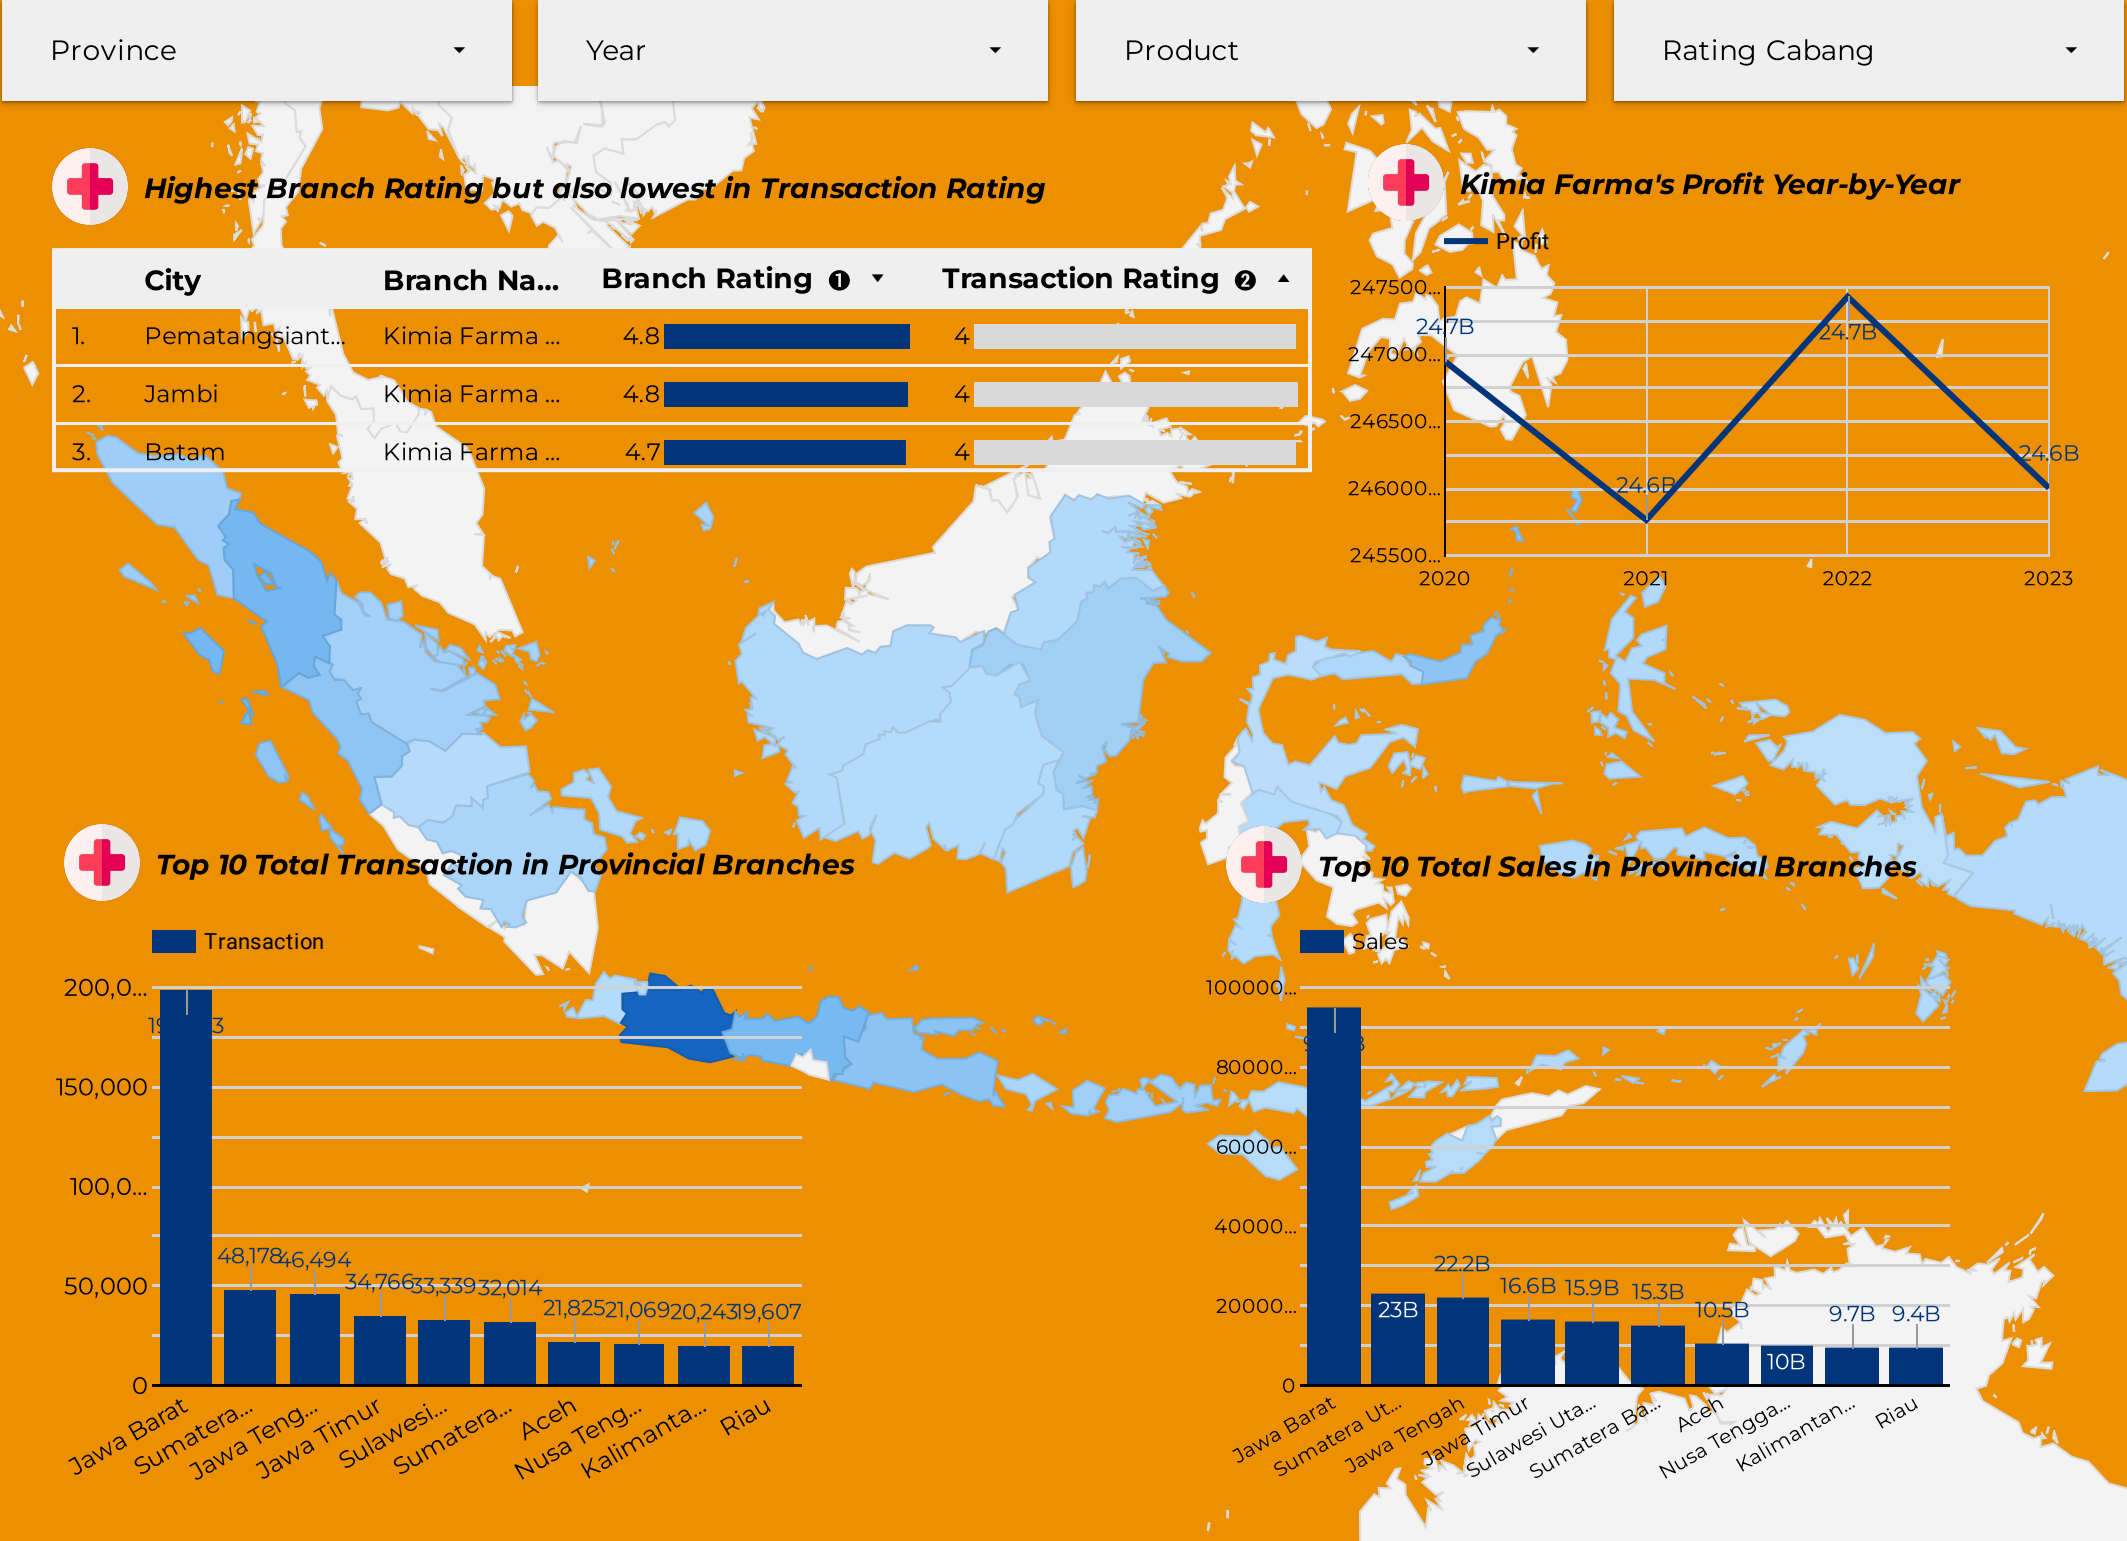 Province
Year
Product
Rating Cabang
Highest Branch Rating but also lowest in Transaction Rating
City Branch Na... Branch Rating 1 Transaction Rating 2
1. Pematangsiant... Kimia Farma ... 4.8 4
2. Jambi Kimia Farma ... 4.8 4
3. Batam Kimia Farma ... 4.7 4
Kimia Farma's Profit Year-by-Year
Profit
247500...
247000...
246500...
246000...
245500...
24.7B
24.6B
24.7B
24.6B
2020 2021 2022 2023
Top 10 Total Transaction in Provincial Branches
Transaction
200,0...
150,000
100,0...
50,000
0
48,178
46,494
34,766
33,339
32,014
21,825
21,069
20,243
19,607
Jawa Barat
Sumatera...
Jawa Teng...
Jawa Timur
Sulawesi...
Sumatera...
Aceh
Nusa Teng...
Kalimanta...
Riau
Top 10 Total Sales in Provincial Branches
Sales
100000...
80000...
60000...
40000...
20000...
0
23B
22.2B
16.6B
15.9B
15.3B
10.5B
10B
9.7B
9.4B
Jawa Barat
Sumatera Ut...
Jawa Tengah
Jawa Timur
Sulawesi Uta...
Sumatera Ba...
Aceh
Nusa Tengga...
Kalimantan...
Riau